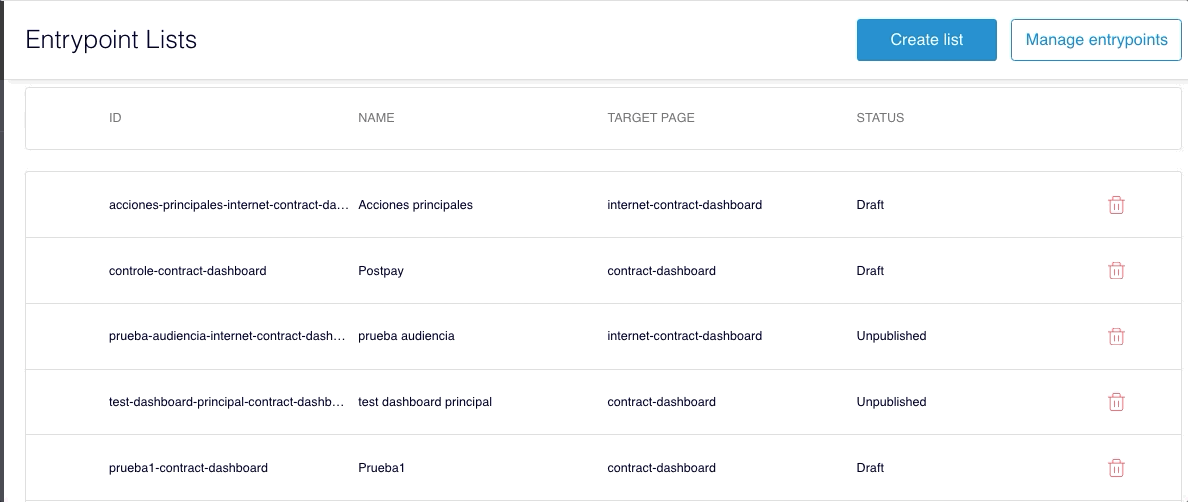 Entrypoint Lists
Create list
Manage entrypoints
ID NAME TARGET PAGE STATUS
acciones-principales-internet-contract-da... Acciones principales internet-contract-dashboard Draft
controle-contract-dashboard Postpay contract-dashboard Draft
prueba-audiencia-internet-contract-dash... prueba audiencia internet-contract-dashboard Unpublished
test-dashboard-principal-contract-dashb... test dashboard principal contract-dashboard Unpublished
prueba1-contract-dashboard Prueba1 contract-dashboard Draft